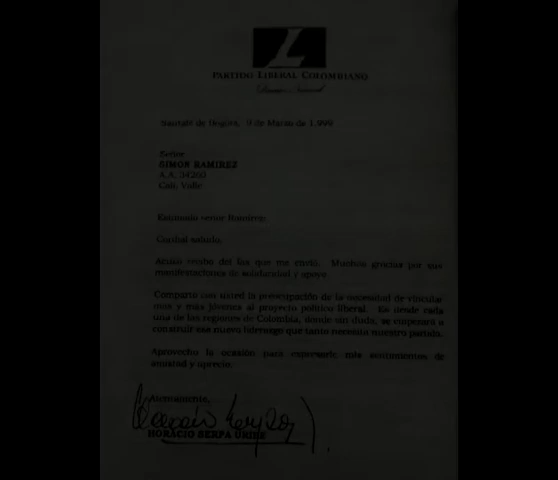 L
PARTIDO LIBERAL COLOMBIANO
Santafé de Bogotá, 9 de Marzo de 1.999
Señor
SIMON RAMIREZ
A.A. 34260
Cali, Valle
Estimado señor Ramírez:
Cordial saludo,
Acuso recibo del fax que me envió. Muchas gracias por sus
manifestaciones de solidaridad y apoyo.
Comparto con usted la preocupación de la necesidad de vincular
más y más jóvenes al proyecto político liberal. Es desde cada
una de las regiones de Colombia, donde sin duda, se empezará a
construir ese nuevo liderazgo que tanto necesita nuestro partido.
Aprovecho la ocasión para expresarle mis sentimientos de
amistad y aprecio.
Atentamente,
Horacio Serpa
HORACIO SERPA URIBE